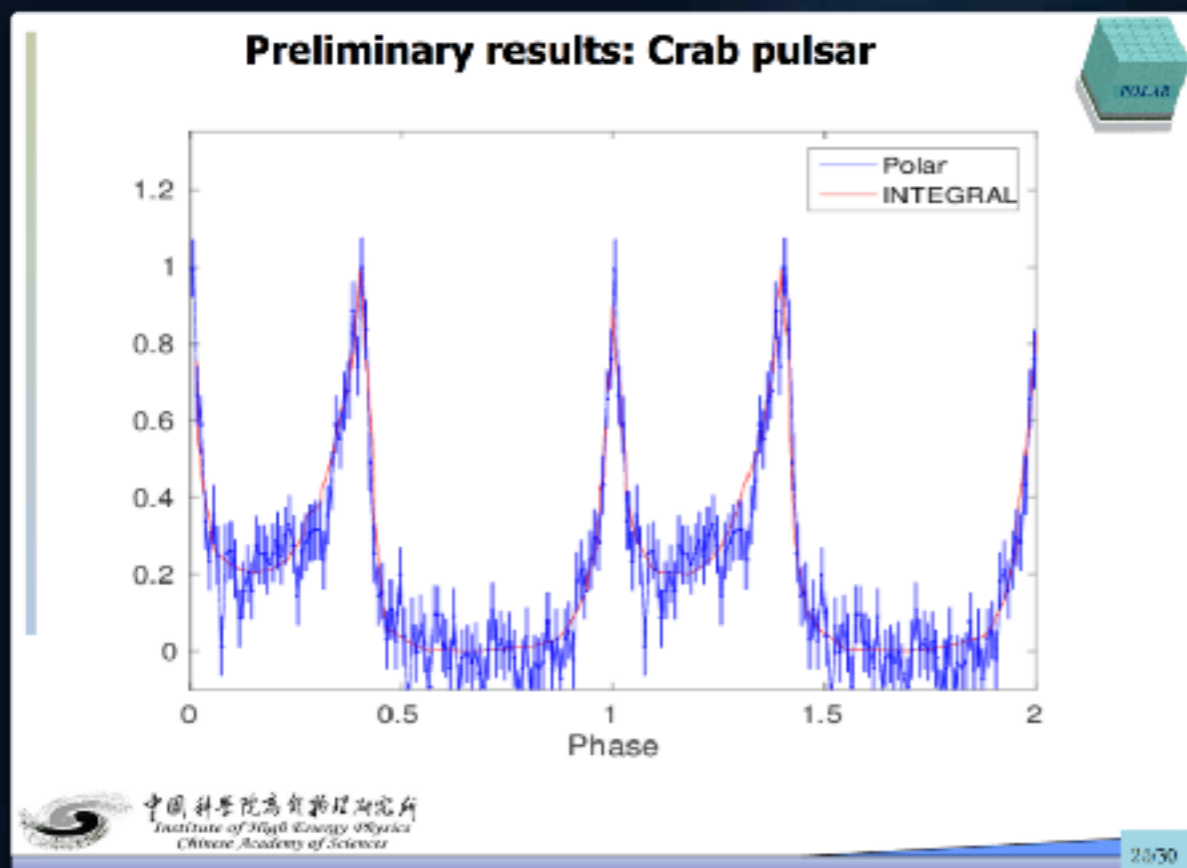 Preliminary results: Crab pulsar
POLAR
Polar
INTEGRAL
1.2
1
0.8
0.6
0.4
0.2
0
0
0.5
1
1.5
2
Phase
中国科学院高能物理研究所
Institute of High Energy Physics
Chinese Academy of Sciences